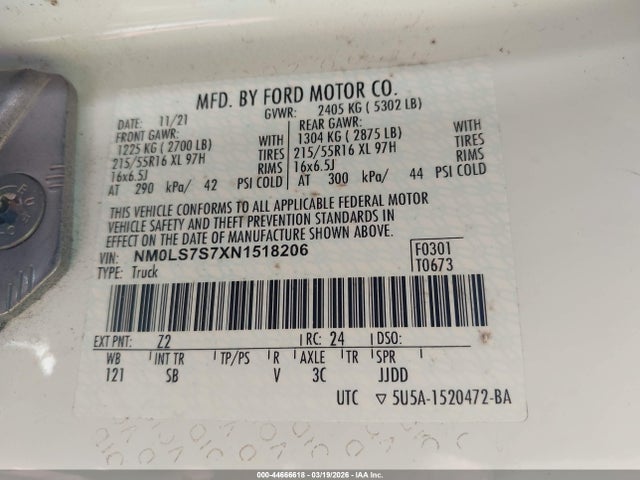 MFD. BY FORD MOTOR CO.
DATE: 11/21 GVWR: 2405 KG ( 5302 LB)
FRONT GAWR: REAR GAWR:
1225 KG ( 2700 LB) WITH 1304 KG ( 2875 LB) WITH
215/55R16 XL 97H TIRES 215/55R16 XL 97H TIRES
16x6.5J RIMS 16x6.5J RIMS
AT 290 kPa/ 42 PSI COLD AT 300 kPa/ 44 PSI COLD
THIS VEHICLE CONFORMS TO ALL APPLICABLE FEDERAL MOTOR
VEHICLE SAFETY AND THEFT PREVENTION STANDARDS IN
EFFECT ON THE DATE OF MANUFACTURE SHOWN ABOVE.
VIN: NM0LS7S7XN1518206 F0301
TYPE: Truck T0673
EXT PNT: Z2 RC: 24 DSO:
WB INT TR TP/PS R AXLE TR SPR
121 SB V 3C JJDD
UTC ▽ 5U5A-1520472-BA
000-44666618 - 03/19/2026 - IAA Inc.